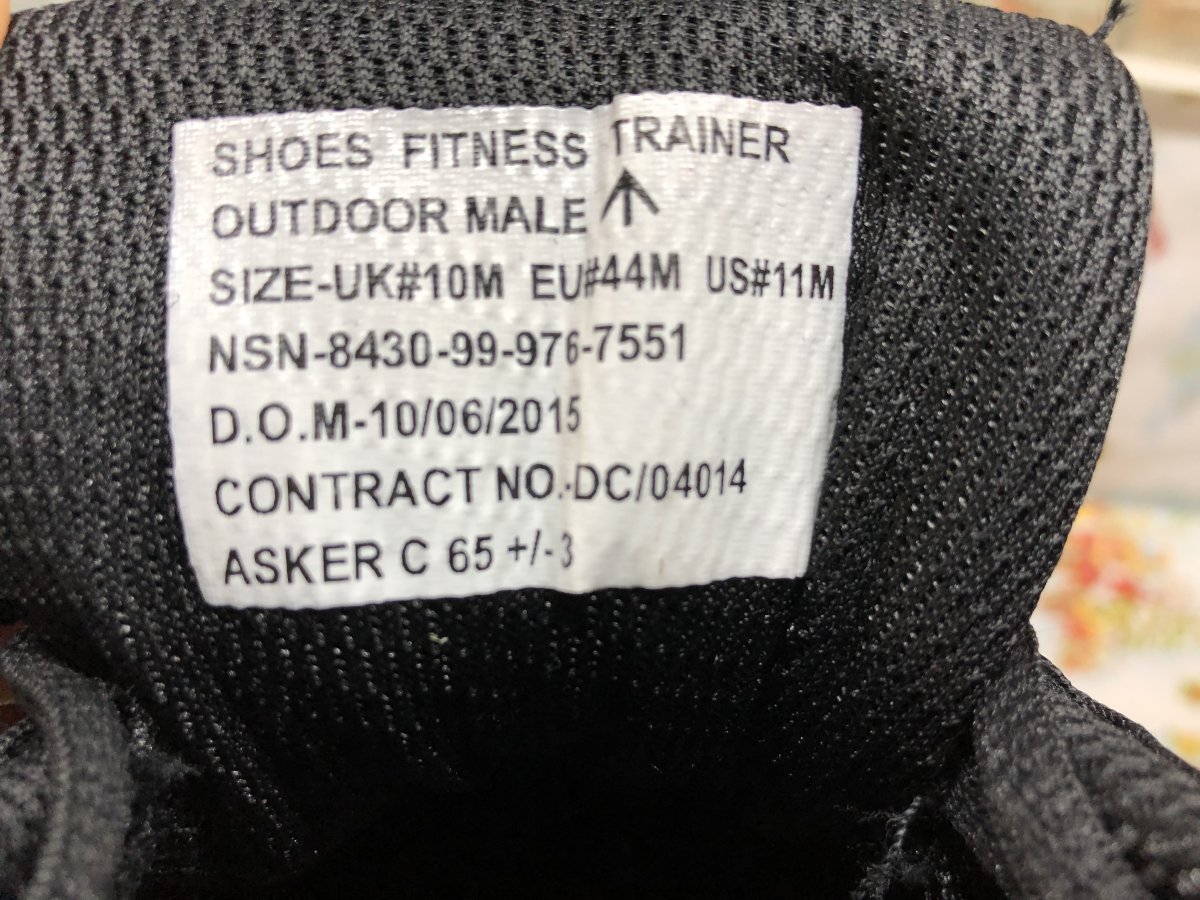 SHOES FITNESS TRAINER
OUTDOOR MALE
SIZE-UK#10M EU#44M US#11M
NSN-8430-99-976-7551
D.O.M-10/06/2015
CONTRACT NO.-DC/04014
ASKER C 65 +/-3